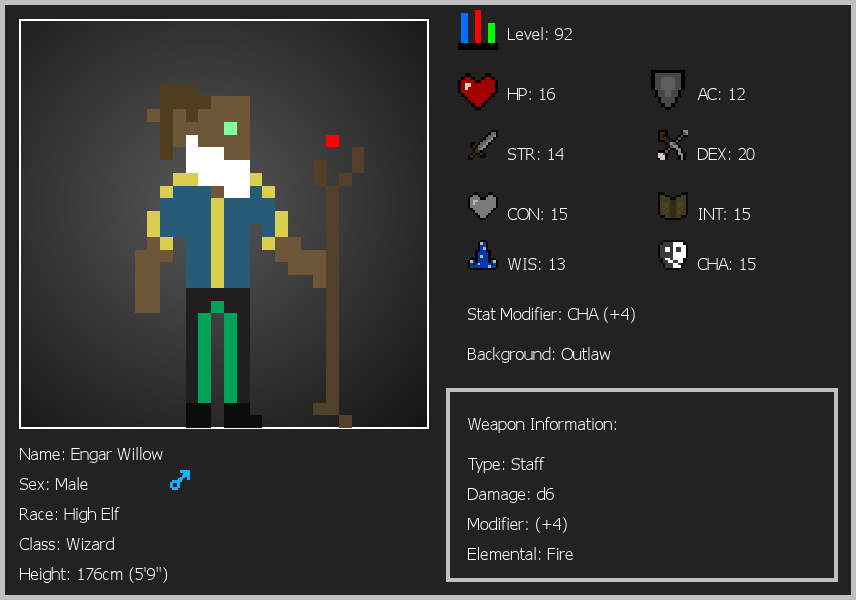 Level: 92
HP: 16
AC: 12
STR: 14
DEX: 20
CON: 15
INT: 15
WIS: 13
CHA: 15
Stat Modifier: CHA (+4)
Background: Outlaw
Weapon Information:
Type: Staff
Damage: d6
Modifier: (+4)
Elemental: Fire
Name: Engar Willow
Sex: Male
Race: High Elf
Class: Wizard
Height: 176cm (5'9")